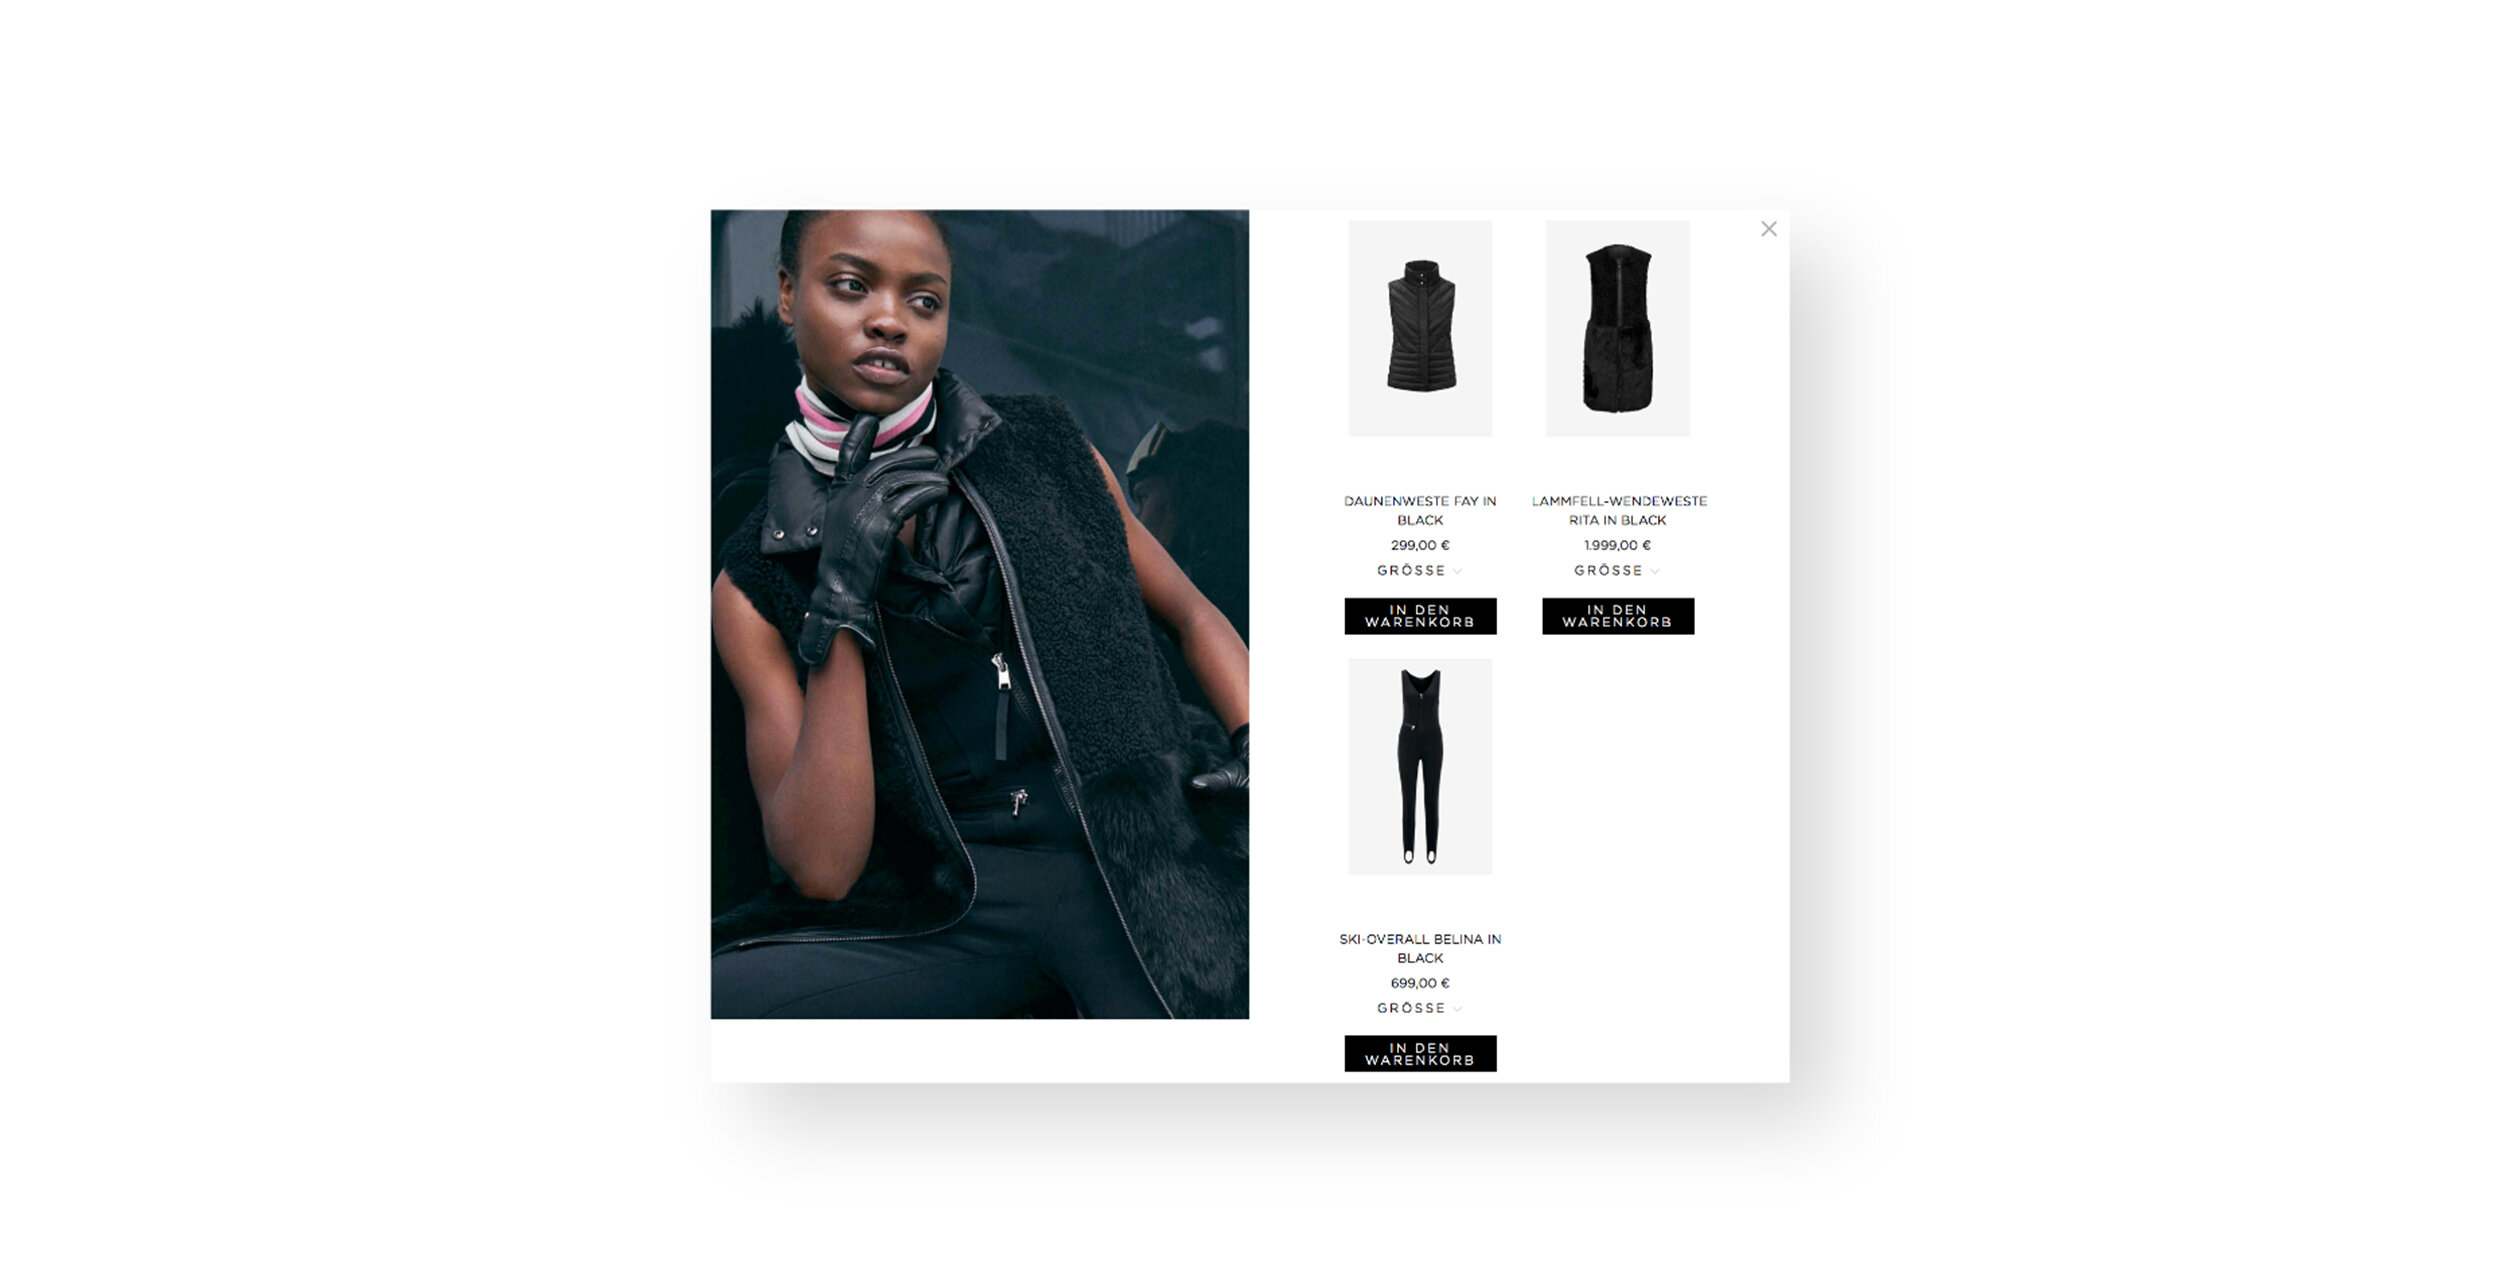 DAUNENWESTE FAY IN
BLACK
299,00 €
GRÖSSE
IN DEN
WARENKORB
LAMMFELL-WENDEWESTE
RITA IN BLACK
1.999,00 €
GRÖSSE
IN DEN
WARENKORB
SKI-OVERALL BELINA IN
BLACK
699,00 €
GRÖSSE
IN DEN
WARENKORB